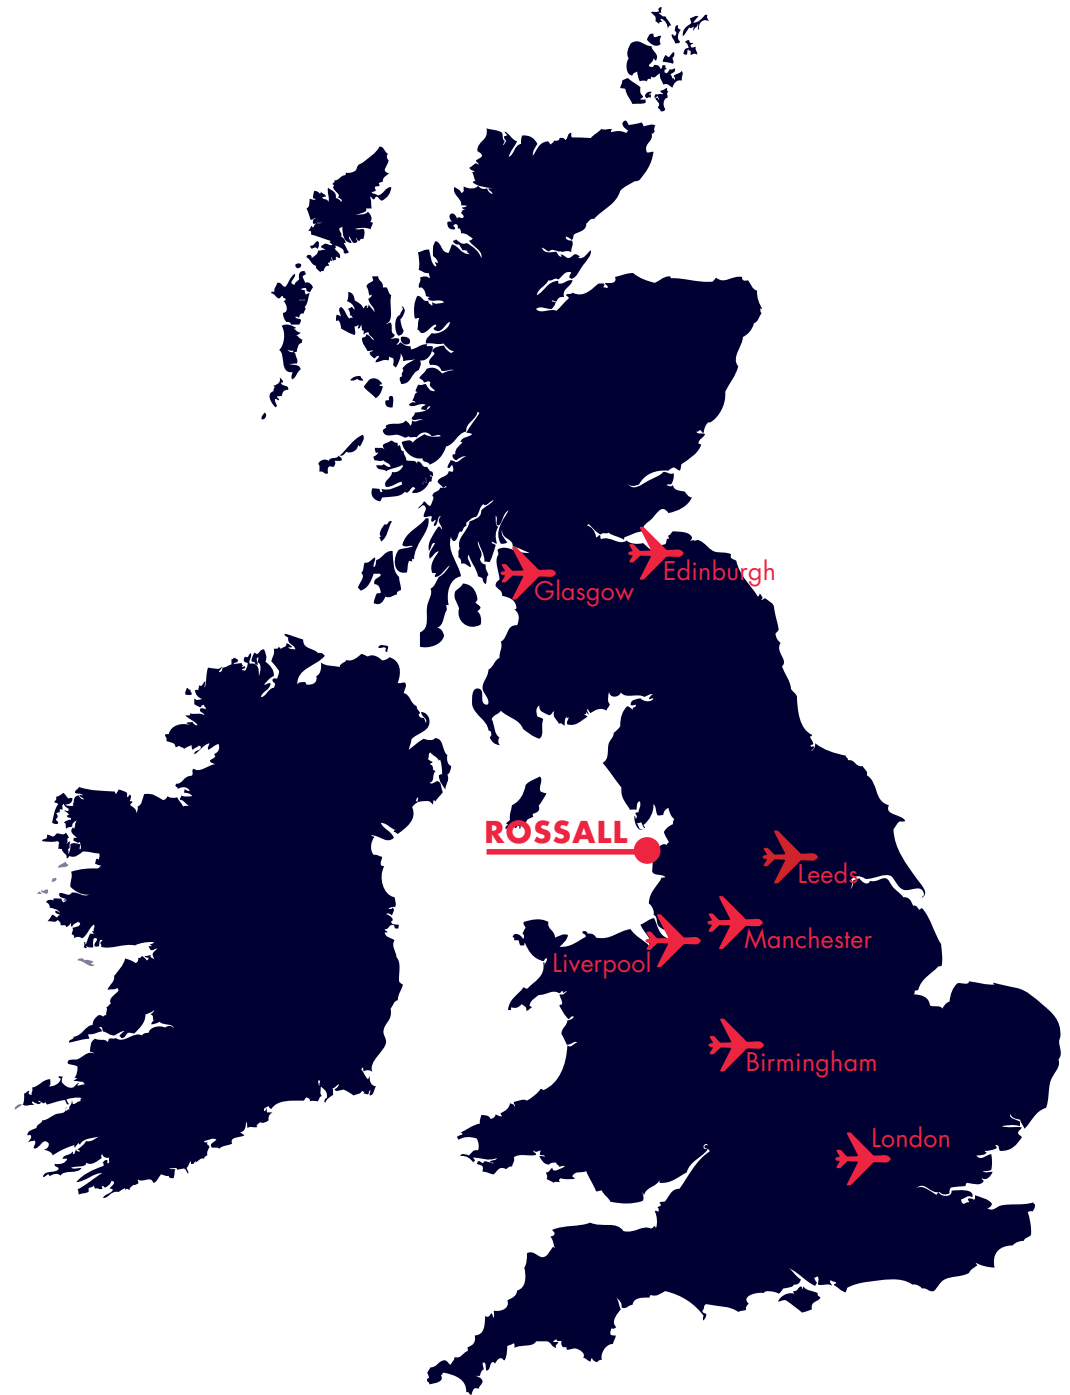 Edinburgh
Glasgow
ROSSALL
Leeds
Manchester
Liverpool
Birmingham
London